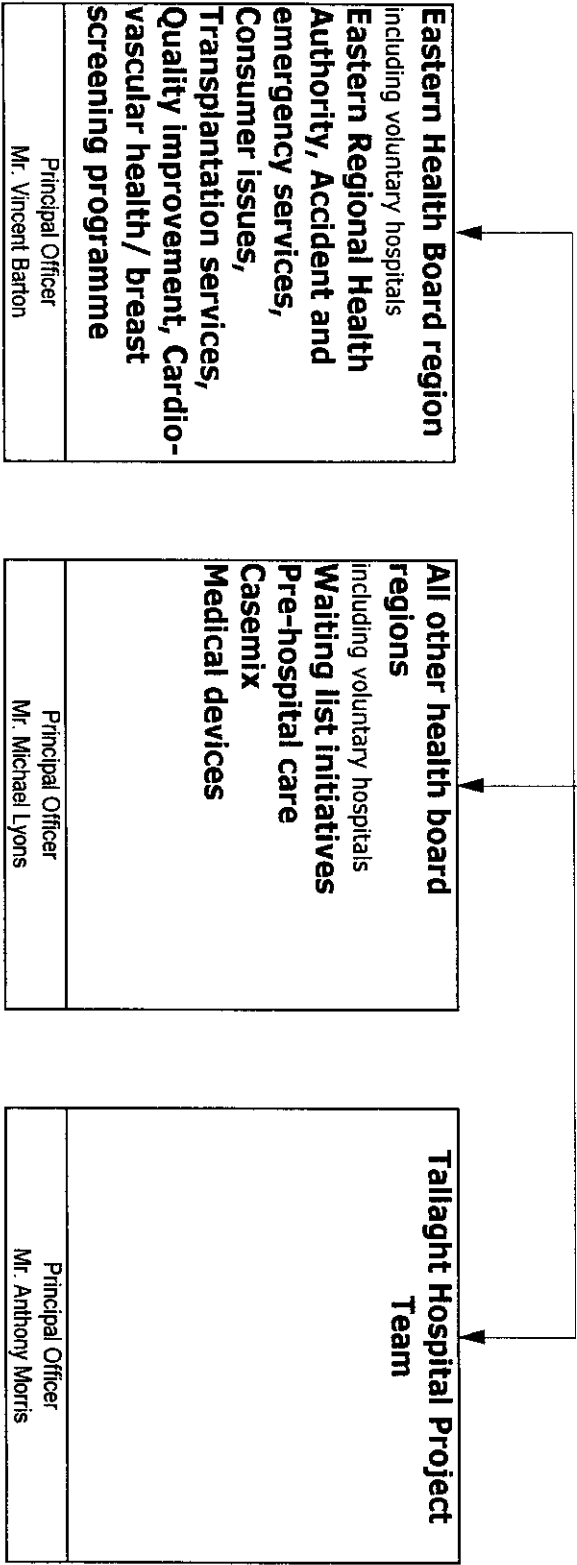 Eastern Health Board region
including voluntary hospitals
Eastern Regional Health
Authority, Accident and
emergency services,
Consumer issues,
Transplantation services,
Quality improvement, Cardio-
vascular health/ breast
screening programme
Principal Officer
Mr. Vincent Barton
All other health board
regions
including voluntary hospitals
Waiting list initiatives
Pre-hospital care
Casemix
Medical devices
Principal Officer
Mr. Michael Lyons
Tallaght Hospital Project
Team
Principal Officer
Mr. Anthony Morris